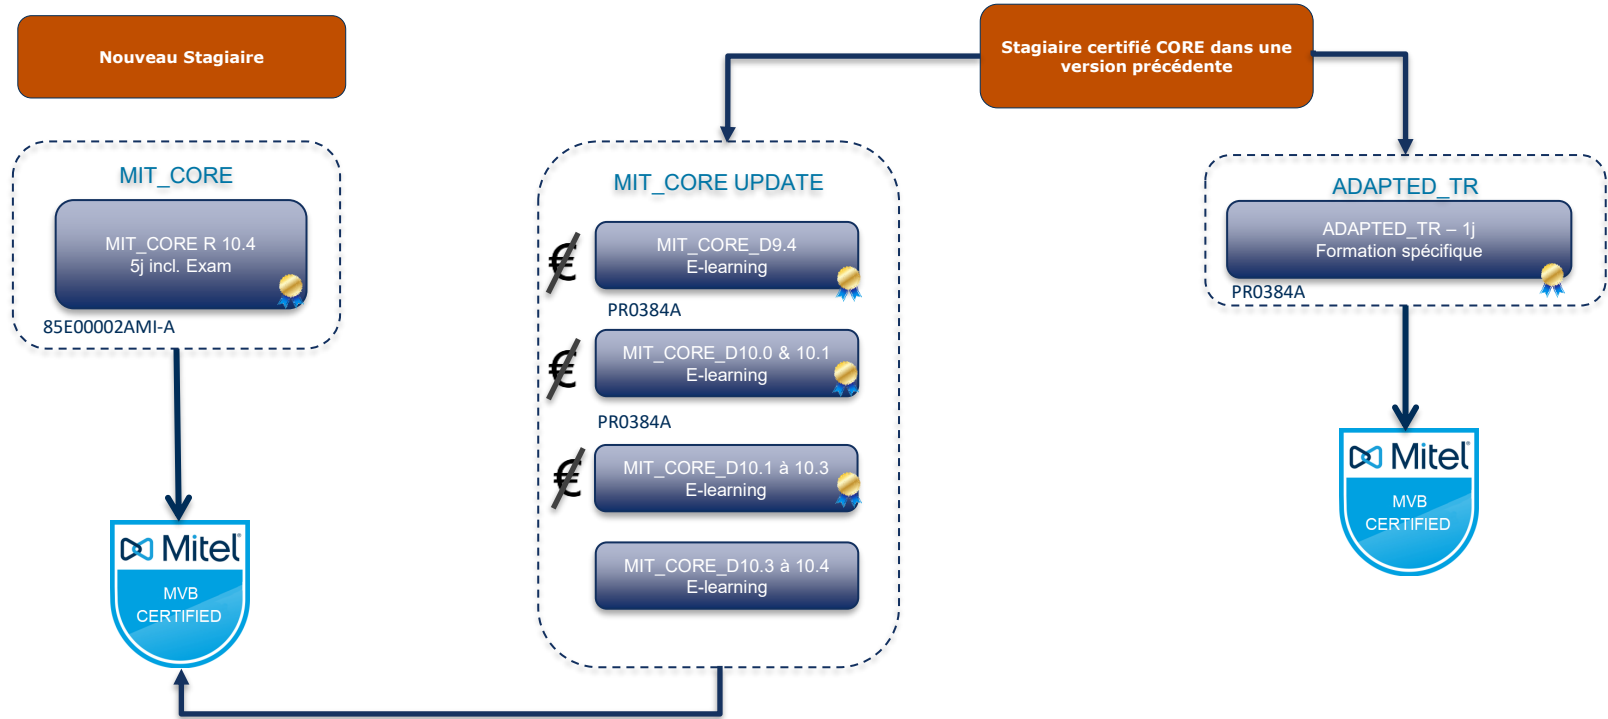 Nouveau Stagiaire
Stagiaire certifié CORE dans une
version précédente
MIT_CORE
MIT_CORE R 10.4
5j incl. Exam
85E00002AMI-A
Mitel
MVB
CERTIFIED
MIT_CORE UPDATE
€
MIT_CORE_D9.4
E-learning
PR0384A
€
MIT_CORE_D10.0 & 10.1
E-learning
PR0384A
€
MIT_CORE_D10.1 à 10.3
E-learning
MIT_CORE_D10.3 à 10.4
E-learning
ADAPTED_TR
ADAPTED_TR – 1j
Formation spécifique
PR0384A
Mitel
MVB
CERTIFIED